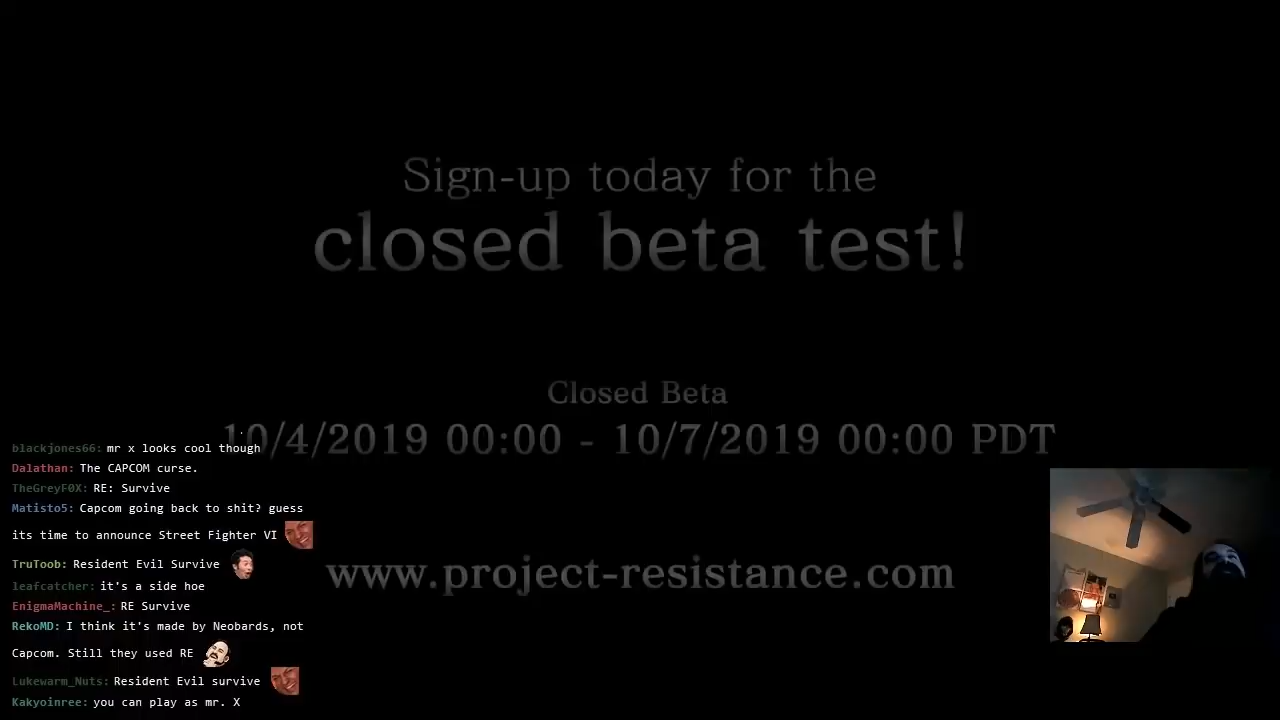 Sign-up today for the
closed beta test!
Closed Beta
10/4/2019 00:00 - 10/7/2019 00:00 PDT
www.project-resistance.com
blackjones66: mr x looks cool though
Dalathan: The CAPCOM curse.
TheGreyF0X: RE: Survive
Matisto5: Capcom going back to shit? guess
its time to announce Street Fighter VI
TruToob: Resident Evil Survive
leafcatcher: it's a side hoe
EnigmaMachine_: RE Survive
RekoMD: I think it's made by Neobards, not
Capcom. Still they used RE
Lukewarm_Nuts: Resident Evil survive
Kakyoinree: you can play as mr. X